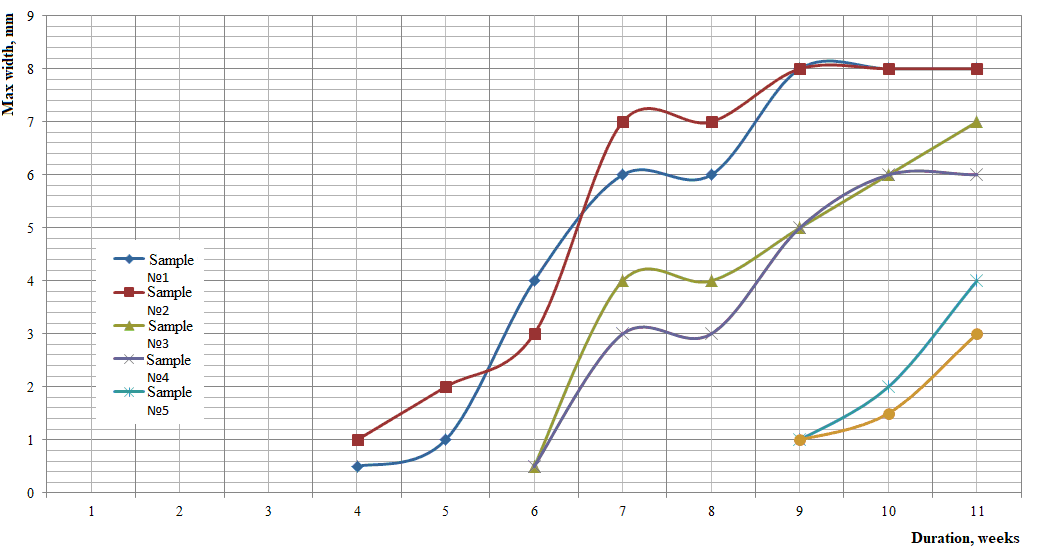 Max width, mm
9
8
7
6
5
4
3
2
1
0
Sample
№1
Sample
№2
Sample
№3
Sample
№4
Sample
№5
1 2 3 4 5 6 7 8 9 10 11
Duration, weeks